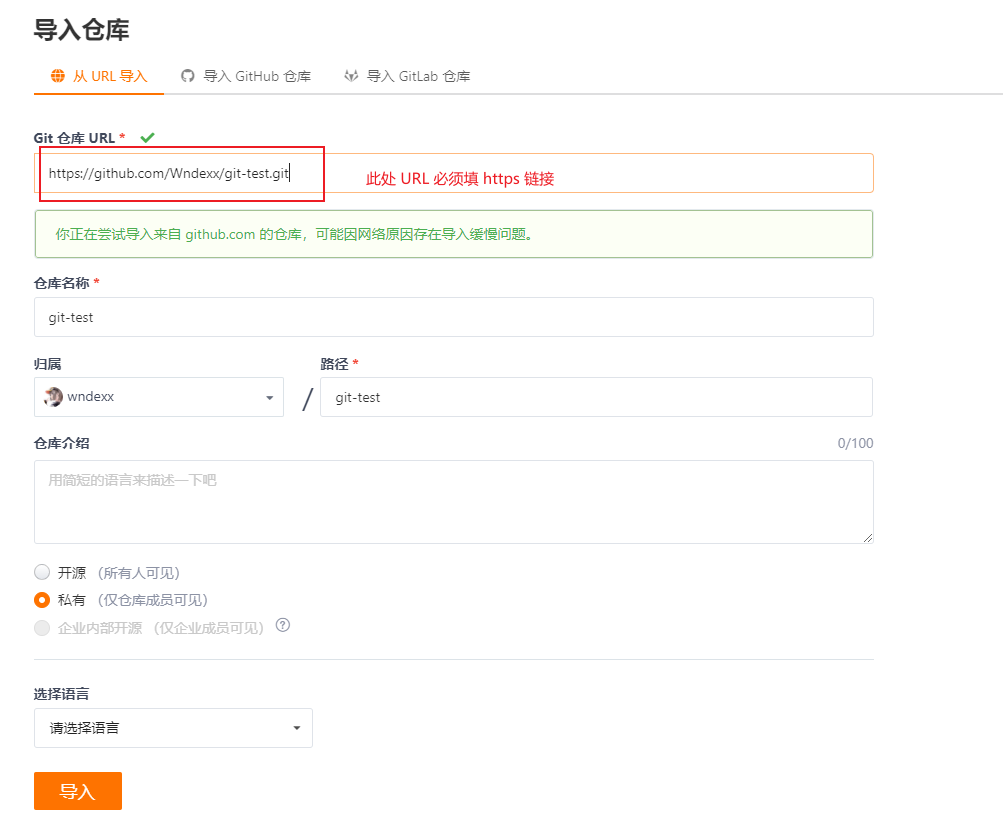 导入仓库
从 URL 导入 导入 GitHub 仓库 导入 GitLab 仓库
Git 仓库 URL *
https://github.com/Wndexx/git-test.git
此处 URL 必须填 https 链接
你正在尝试导入来自 github.com 的仓库，可能因网络原因存在导入缓慢问题。
仓库名称 *
git-test
归属 路径 *
wndexx / git-test
仓库介绍 0/100
用简短的语言来描述一下吧
开源 （所有人可见）
私有 （仅仓库成员可见）
企业内部开源 （仅企业成员可见） ?
选择语言
请选择语言
导入